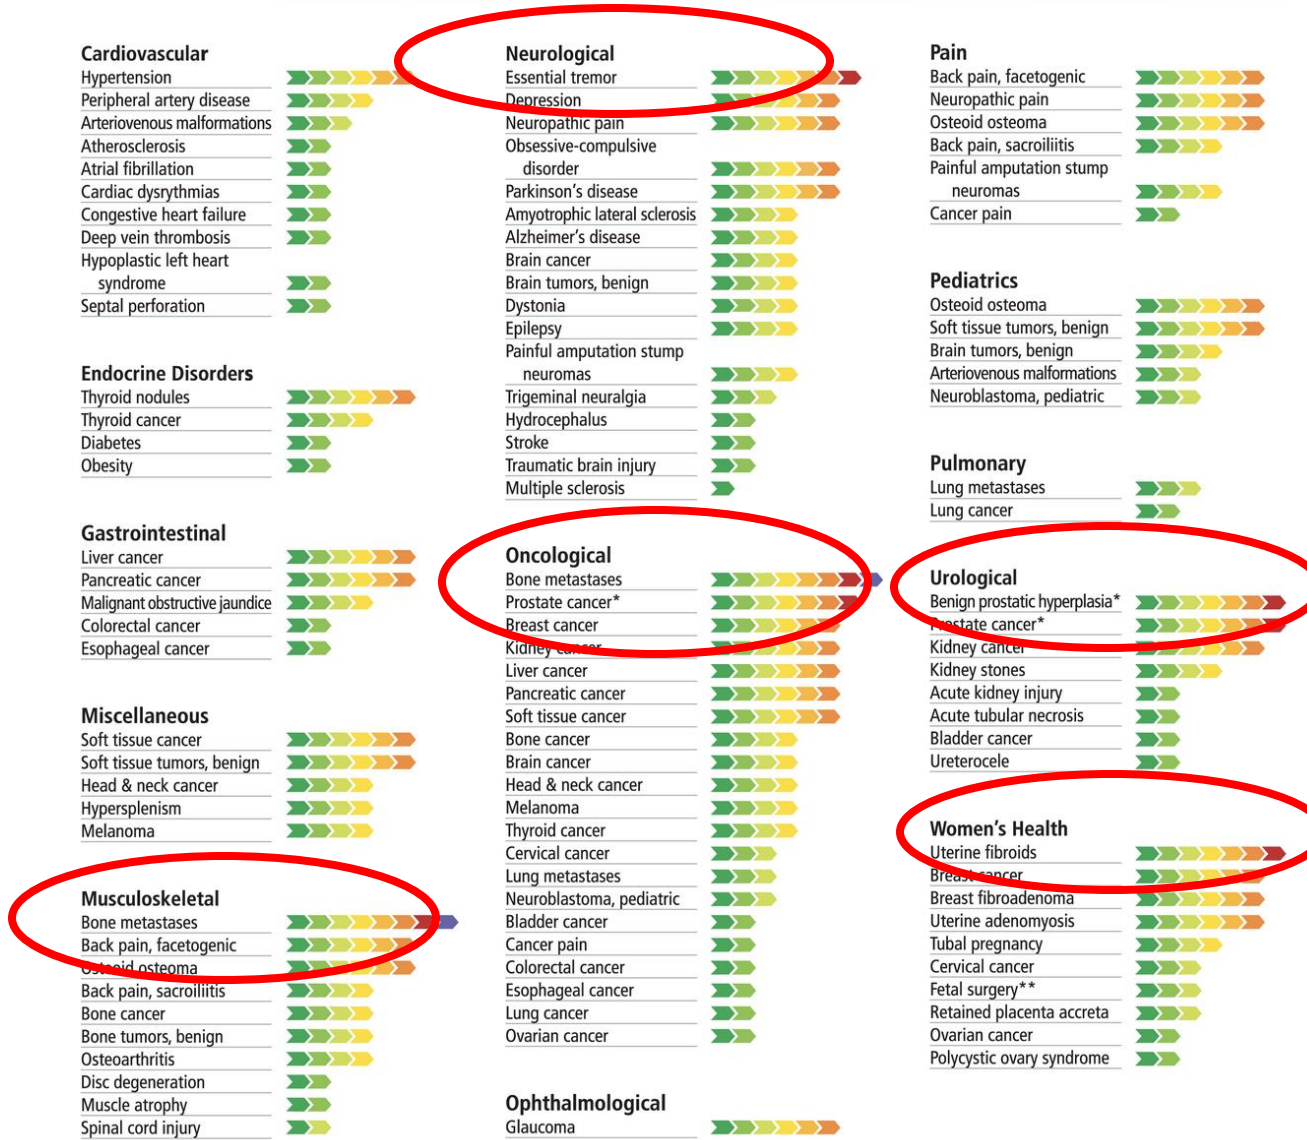 Cardiovascular
Hypertension
Peripheral artery disease
Arteriovenous malformations
Atherosclerosis
Atrial fibrillation
Cardiac dysrythmias
Congestive heart failure
Deep vein thrombosis
Hypoplastic left heart
syndrome
Septal perforation
Endocrine Disorders
Thyroid nodules
Thyroid cancer
Diabetes
Obesity
Gastrointestinal
Liver cancer
Pancreatic cancer
Malignant obstructive jaundice
Colorectal cancer
Esophageal cancer
Miscellaneous
Soft tissue cancer
Soft tissue tumors, benign
Head & neck cancer
Hypersplenism
Melanoma
Musculoskeletal
Bone metastases
Back pain, facetogenic
Osteoid osteoma
Back pain, sacroiliitis
Bone cancer
Bone tumors, benign
Osteoarthritis
Disc degeneration
Muscle atrophy
Spinal cord injury
Neurological
Essential tremor
Depression
Neuropathic pain
Obsessive-compulsive
disorder
Parkinson's disease
Amyotrophic lateral sclerosis
Alzheimer's disease
Brain cancer
Brain tumors, benign
Dystonia
Epilepsy
Painful amputation stump
neuromas
Trigeminal neuralgia
Hydrocephalus
Stroke
Traumatic brain injury
Multiple sclerosis
Oncological
Bone metastases
Prostate cancer*
Breast cancer
Kidney cancer
Liver cancer
Pancreatic cancer
Soft tissue cancer
Bone cancer
Brain cancer
Head & neck cancer
Melanoma
Thyroid cancer
Cervical cancer
Lung metastases
Neuroblastoma, pediatric
Bladder cancer
Cancer pain
Colorectal cancer
Esophageal cancer
Lung cancer
Ovarian cancer
Ophthalmological
Glaucoma
Pain
Back pain, facetogenic
Neuropathic pain
Osteoid osteoma
Back pain, sacroiliitis
Painful amputation stump
neuromas
Cancer pain
Pediatrics
Osteoid osteoma
Soft tissue tumors, benign
Brain tumors, benign
Arteriovenous malformations
Neuroblastoma, pediatric
Pulmonary
Lung metastases
Lung cancer
Urological
Benign prostatic hyperplasia*
Prostate cancer*
Kidney cancer
Kidney stones
Acute kidney injury
Acute tubular necrosis
Bladder cancer
Ureterocele
Women's Health
Uterine fibroids
Breast cancer
Breast fibroadenoma
Uterine adenomyosis
Tubal pregnancy
Cervical cancer
Fetal surgery**
Retained placenta accreta
Ovarian cancer
Polycystic ovary syndrome